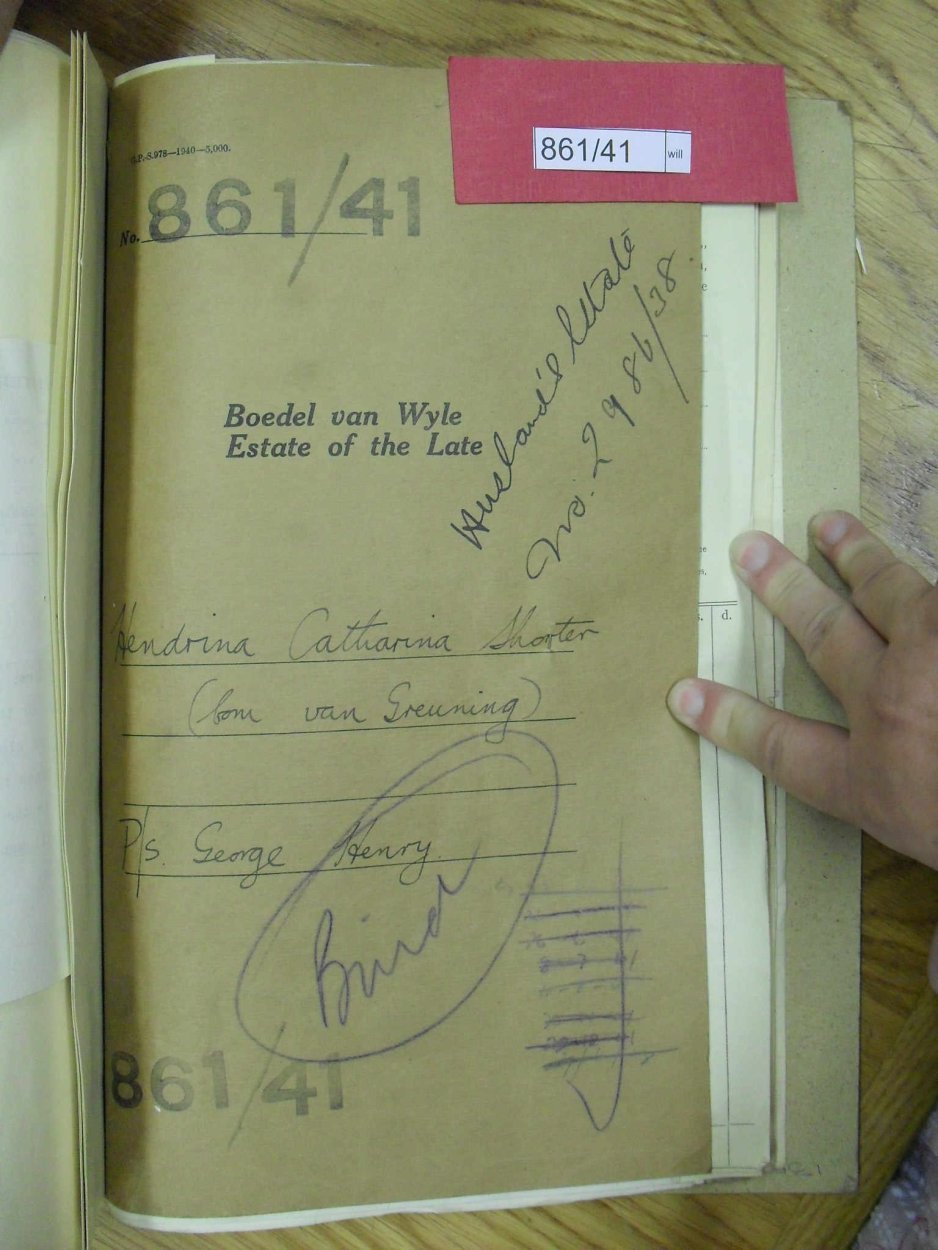 861/41 will
G.P.-S.978—1940—5,000.
No. 861/41
Husband's Estate
No. 2986/38.
Boedel van Wyle
Estate of the Late
Hendrina Catharina Shorter
(born van Greuning)
P/s. George Henry
Bind
861/41
d.